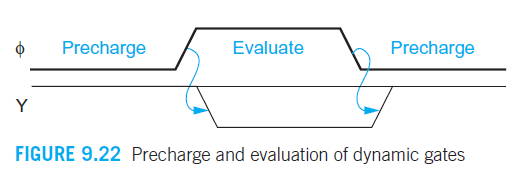 ϕ Precharge Evaluate Precharge
Y
FIGURE 9.22 Precharge and evaluation of dynamic gates